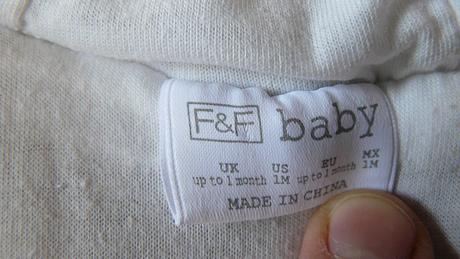 F&F baby
UK US EU MX
up to 1 month 1M up to 1 month 1M
MADE IN CHINA